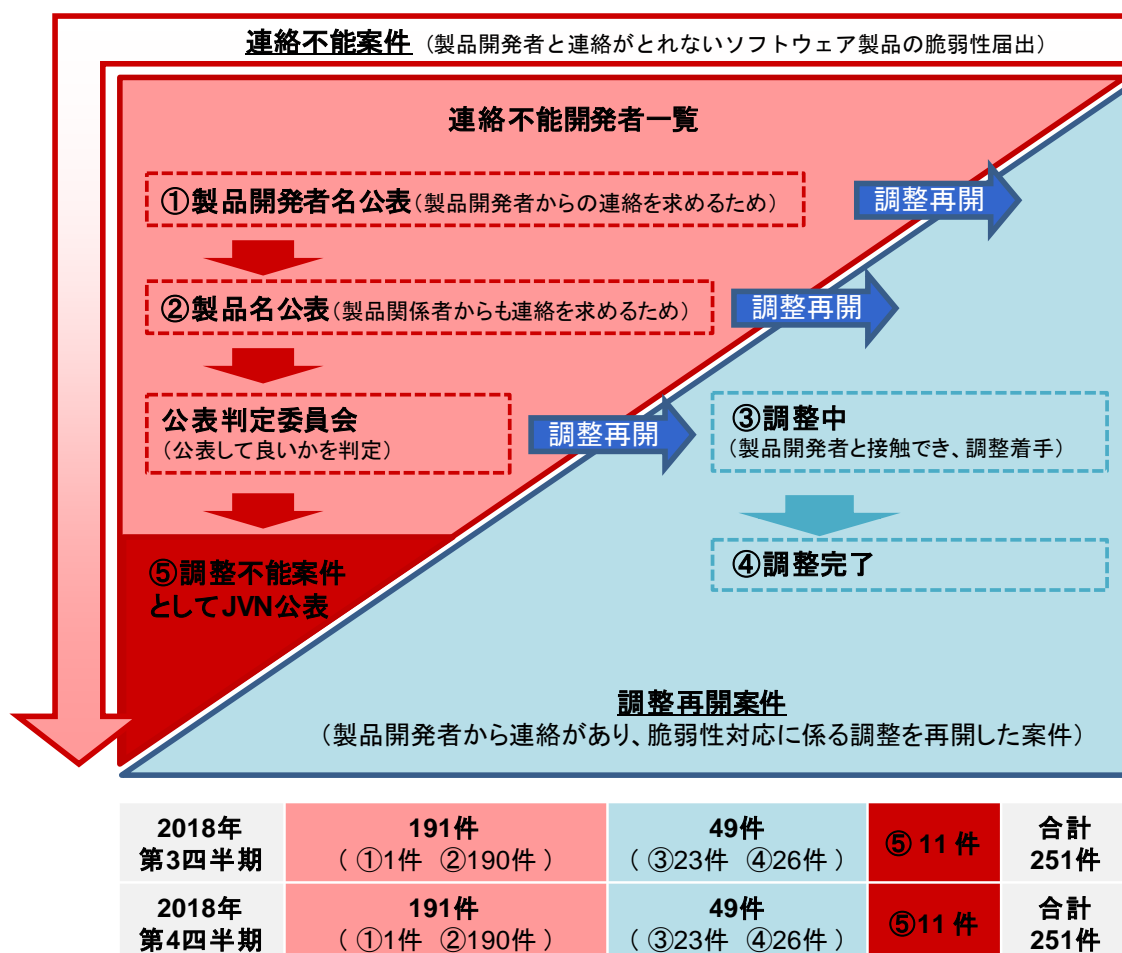 連絡不能案件（製品開発者と連絡がとれないソフトウェア製品の脆弱性届出）
連絡不能開発者一覧
①製品開発者名公表（製品開発者からの連絡を求めるため）
調整再開
②製品名公表（製品関係者からも連絡を求めるため）
調整再開
公表判定委員会
（公表して良いかを判定）
調整再開
③調整中
（製品開発者と接触でき、調整着手）
④調整完了
⑤調整不能案件
としてJVN公表
調整再開案件
（製品開発者から連絡があり、脆弱性対応に係る調整を再開した案件）
2018年
第3四半期
191件
（ ①1件 ②190件 ）
49件
（ ③23件 ④26件 ）
⑤ 11 件
合計
251件
2018年
第4四半期
191件
（ ①1件 ②190件 ）
49件
（ ③23件 ④26件 ）
⑤11 件
合計
251件